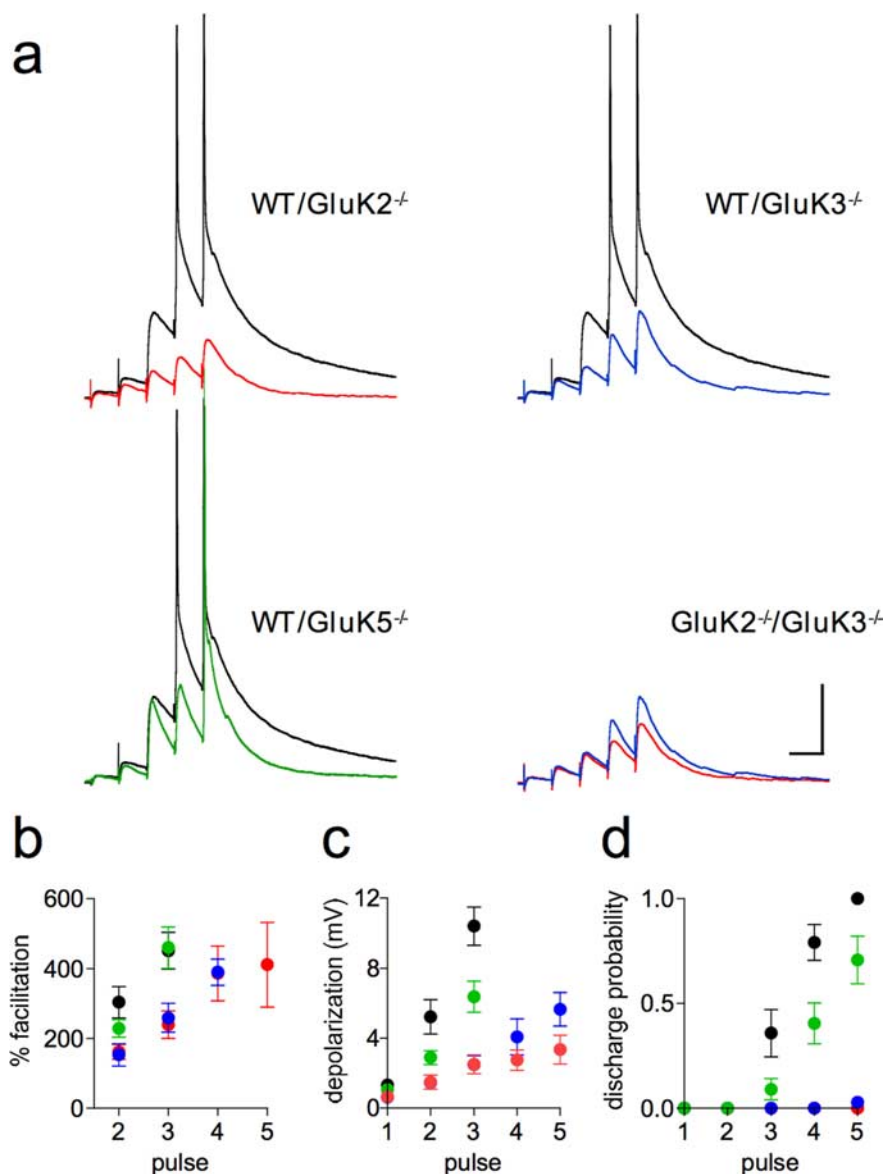 a
WT/GluK2-/-
WT/GluK3-/-
WT/GluK5-/-
GluK2-/-/GluK3-/-
b
c
d
600
400
200
0
% facilitation
2 3 4 5
pulse
12
8
4
0
depolarization (mV)
1 2 3 4 5
pulse
1.0
0.5
0.0
discharge probability
1 2 3 4 5
pulse